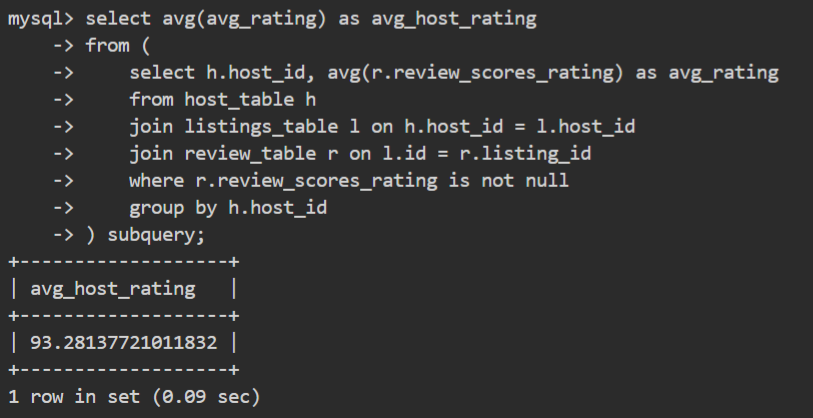 mysql> select avg(avg_rating) as avg_host_rating
    -> from (
    ->     select h.host_id, avg(r.review_scores_rating) as avg_rating
    ->     from host_table h
    ->     join listings_table l on h.host_id = l.host_id
    ->     join review_table r on l.id = r.listing_id
    ->     where r.review_scores_rating is not null
    ->     group by h.host_id
    -> ) subquery;
+-------------------+
| avg_host_rating   |
+-------------------+
| 93.28137721011832 |
+-------------------+
1 row in set (0.09 sec)